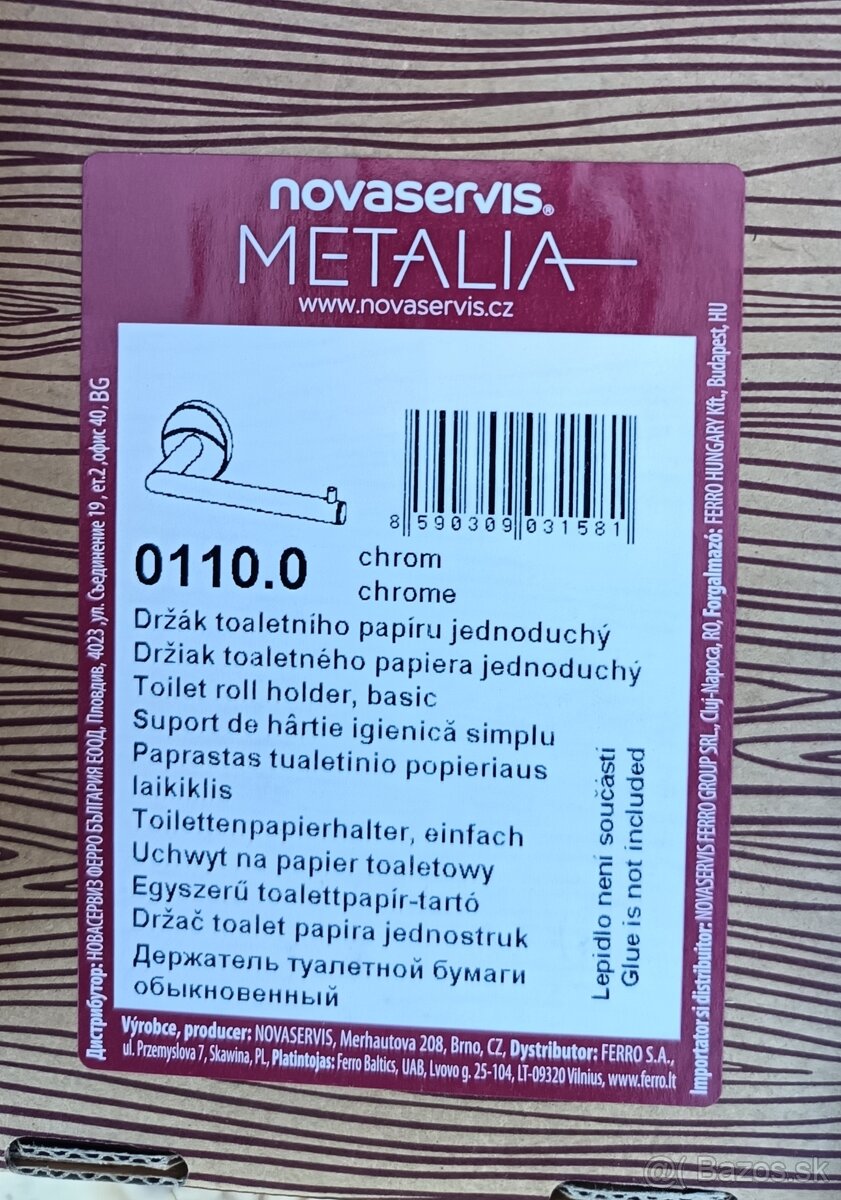 novaservis®
METALIA
www.novaservis.cz
8 590309 031581
0110.0
chrom
chrome
Držák toaletního papíru jednoduchý
Držiak toaletného papiera jednoduchý
Toilet roll holder, basic
Suport de hârtie igienică simplu
Paprastas tualetinio popieriaus
laikiklis
Toilettenpapierhalter, einfach
Uchwyt na papier toaletowy
Egyszerű toalettpapír-tartó
Držač toalet papira jednostruk
Держатель туалетной бумаги
обыкновенный
Lepidlo není součástí
Glue is not included
Дистрибутор: НОВАСЕРВИЗ ФЕРРО БЪЛГАРИЯ ЕООД, Пловдив, 4023 ,ул. Съединение 19 , ет.2 ,офис 40, BG
Importator si distribuitor: NOVASERVIS FERRO GROUP SRL., Cluj-Napoca, RO, Forgalmazó: FERRO HUNGARY Kft., Budapest, HU
Výrobce, producer: NOVASERVIS, Merhautova 208, Brno, CZ, Dystributor: FERRO S.A.,
ul. Przemyslova 7, Skawina, PL, Platintojas: Ferro Baltics, UAB, Lvovo g. 25-104, LT-09320 Vilnius, www.ferro.lt
@( Bazos.sk